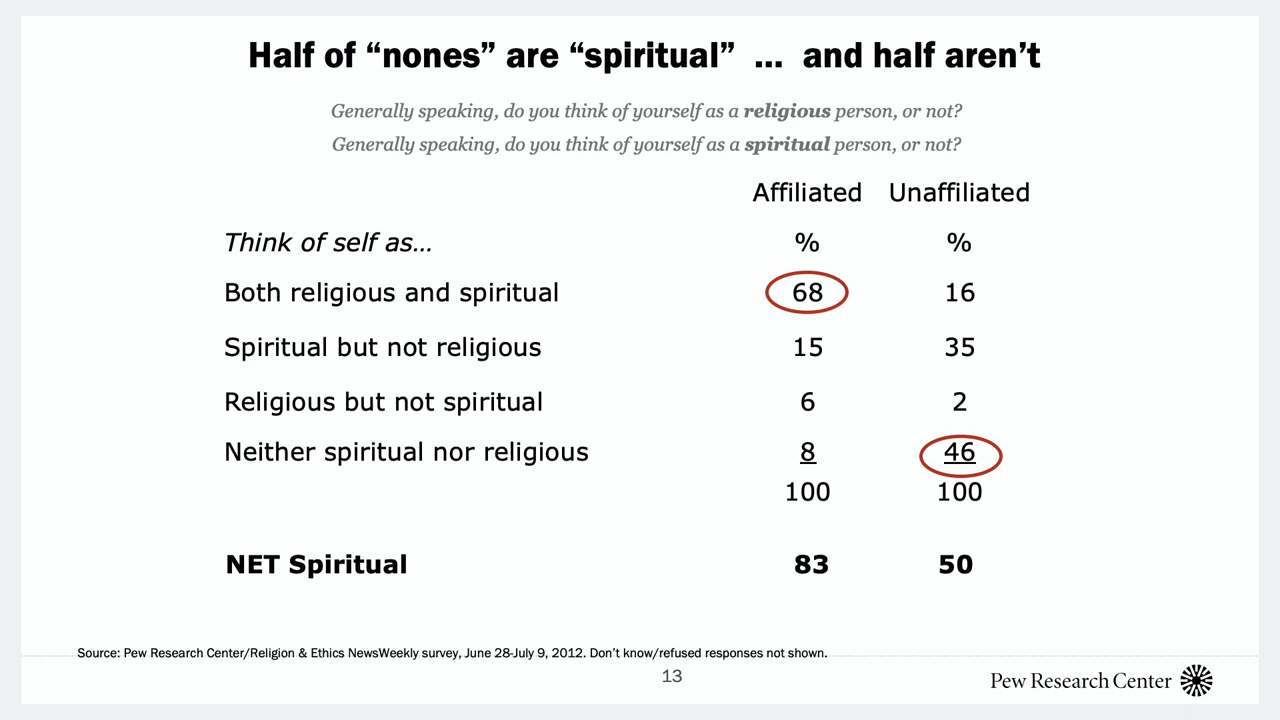 Half of “nones” are “spiritual” ... and half aren’t
Generally speaking, do you think of yourself as a religious person, or not?
Generally speaking, do you think of yourself as a spiritual person, or not?
Affiliated Unaffiliated
Think of self as… % %
Both religious and spiritual 68 16
Spiritual but not religious 15 35
Religious but not spiritual 6 2
Neither spiritual nor religious 8 46
100 100
NET Spiritual 83 50
Source: Pew Research Center/Religion & Ethics NewsWeekly survey, June 28-July 9, 2012. Don’t know/refused responses not shown.
13
Pew Research Center